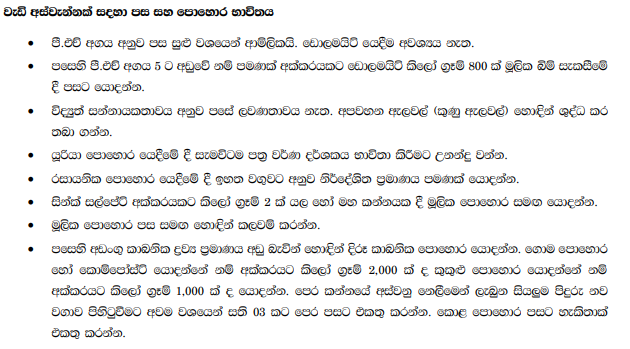 වැඩි අස්වැන්නක් සඳහා පස සහ පොහොර භාවිතය
• පී.එච් අගය අනුව පස සුළු වශයෙන් ආම්ලිකයි. ඩොලමයිට් යෙදීම අවශ්‍යය නැත.
• පසෙහි පී.එච් අගය 5 ට අඩුවේ නම් පමණක් අක්කරයකට ඩොලමයිට් කිලෝ ග්‍රෑම් 800 ක් මූලික බිම් සැකසීමේ
දී පසට යොදන්න.
• විද්‍යුත් සන්නායකතාවය අනුව පසේ ලවණතාවය නැත. අපවහන ඇලවල් (කුණු ඇලවල්) හොඳින් ශුද්ධ කර
තබා ගන්න.
• යූරියා පොහොර යෙදීමේ දී සැමවිටම පත්‍ර වර්ණ දර්ශකය භාවිතා කිරීමට උනන්දු වන්න.
• රසායනික පොහොර යෙදීමේ දී ඉහත වගුවට අනුව නිර්දේශිත ප්‍රමාණය පමණක් යොදන්න.
• සින්ක් සල්පේට් අක්කරයකට කිලෝ ග්‍රෑම් 2 ක් යල හෝ මහ කන්නයක දී මූලික පොහොර සමඟ යොදන්න.
• මූලික පොහොර පස සමඟ හොඳින් කලවම් කරන්න.
• පසෙහි අඩංගු කාබනික ද්‍රව්‍ය ප්‍රමාණය අඩු බැවින් හොඳින් දිරූ කාබනික පොහොර යොදන්න. ගොම පොහොර
හෝ කොම්පෝස්ට් යොදන්නේ නම් අක්කරයට කිලෝ ග්‍රෑම් 2,000 ක් ද කුකුළු පොහොර යොදන්නේ නම්
අක්කරයට කිලෝ ග්‍රෑම් 1,000 ක් ද යොදන්න. පෙර කන්නයේ අස්වනු නෙලීමෙන් ලැබුන සියලුම පිදුරු නව
වගාව පිහිටුවීමට අවම වශයෙන් සති 03 කට පෙර පසට එකතු කරන්න. කොළ පොහොර පසට හැකිතාක්
එකතු කරන්න.